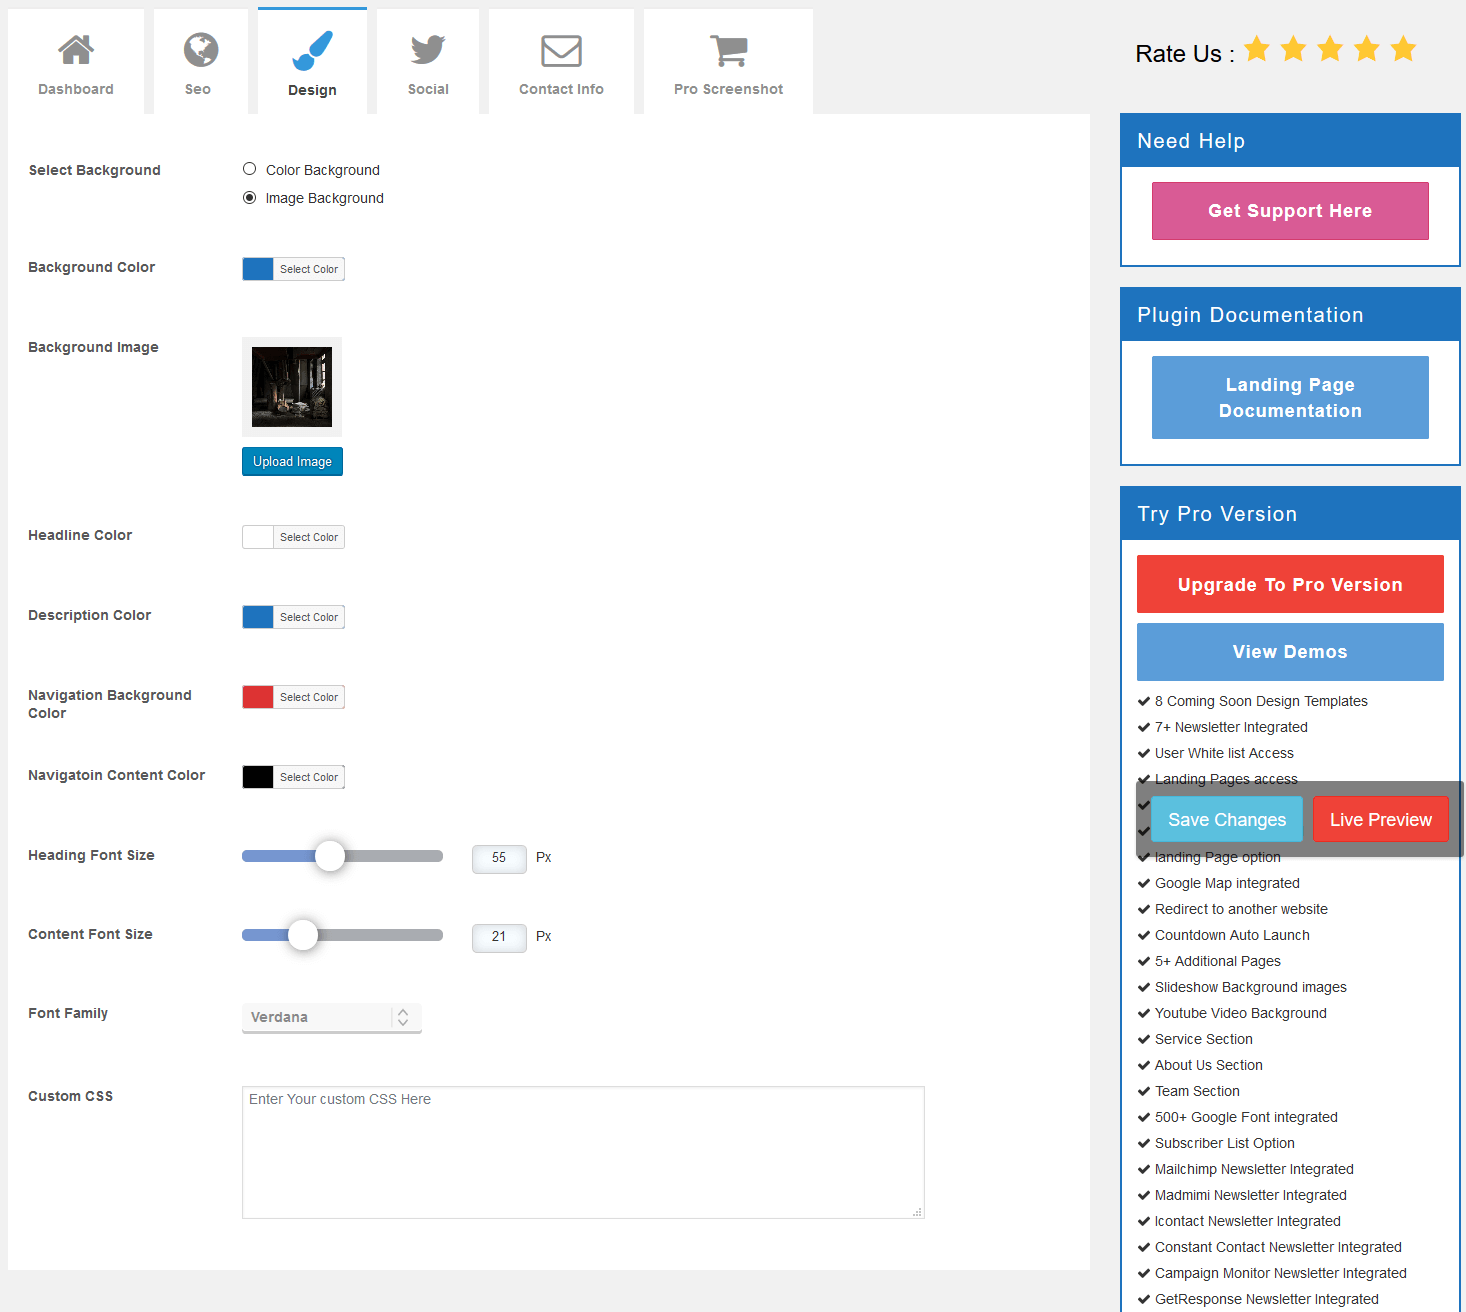 Dashboard
Seo
Design
Social
Contact Info
Pro Screenshot
Rate Us :
Select Background
Color Background
Image Background
Background Color
Select Color
Background Image
Upload Image
Headline Color
Select Color
Description Color
Select Color
Navigation Background
Color
Select Color
Navigatoin Content Color
Select Color
Heading Font Size
55
Px
Content Font Size
21
Px
Font Family
Verdana
Custom CSS
Enter Your custom CSS Here
Need Help
Get Support Here
Plugin Documentation
Landing Page
Documentation
Try Pro Version
Upgrade To Pro Version
View Demos
8 Coming Soon Design Templates
7+ Newsletter Integrated
User White list Access
Landing Pages access
Save Changes
Live Preview
landing Page option
Google Map integrated
Redirect to another website
Countdown Auto Launch
5+ Additional Pages
Slideshow Background images
Youtube Video Background
Service Section
About Us Section
Team Section
500+ Google Font integrated
Subscriber List Option
Mailchimp Newsletter Integrated
Madmimi Newsletter Integrated
Icontact Newsletter Integrated
Constant Contact Newsletter Integrated
Campaign Monitor Newsletter Integrated
GetResponse Newsletter Integrated